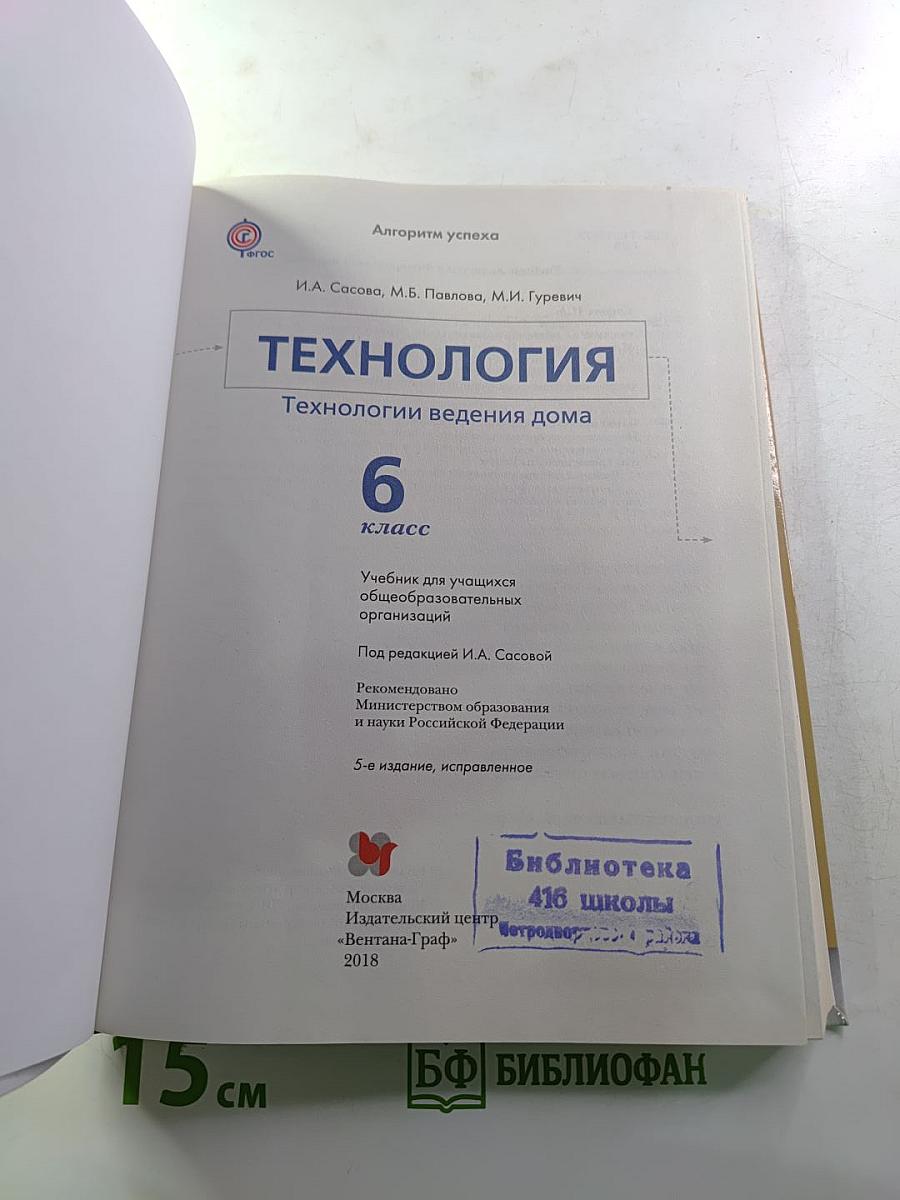 Алгоритм успеха
ФГОС
И.А. Сасова, М.Б. Павлова, М.И. Гуревич
ТЕХНОЛОГИЯ
Технологии ведения дома
6
класс
Учебник для учащихся
общеобразовательных
организаций
Под редакцией И.А. Сасовой
Рекомендовано
Министерством образования
и науки Российской Федерации
5-е издание, исправленное
Москва
Издательский центр
«Вентана-Граф»
2018
Библиотека
416 школы
района
15 см
БФ БИБЛИОФАН